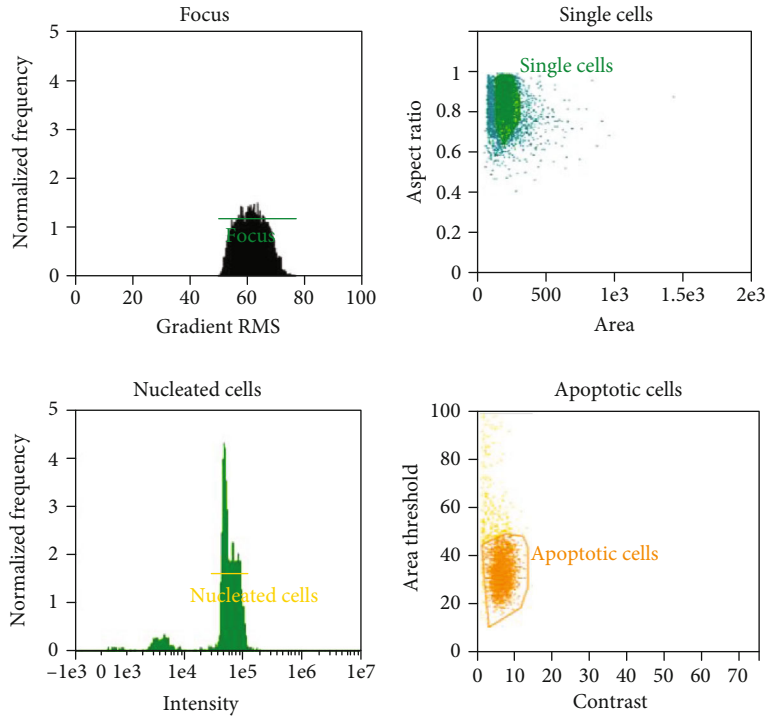 Focus
Normalized frequency
5
4
3
2
1
0
Focus
0 20 40 60 80 100
Gradient RMS
Single cells
Aspect ratio
1
0.8
0.6
0.4
0.2
0
Single cells
0 500 1e3 1.5e3 2e3
Area
Nucleated cells
Normalized frequency
5
4
3
2
1
0
Nucleated cells
−1e3 0 1e3 1e4 1e5 1e6 1e7
Intensity
Apoptotic cells
Area threshold
100
80
60
40
20
0
Apoptotic cells
0 10 20 30 40 50 60 70
Contrast